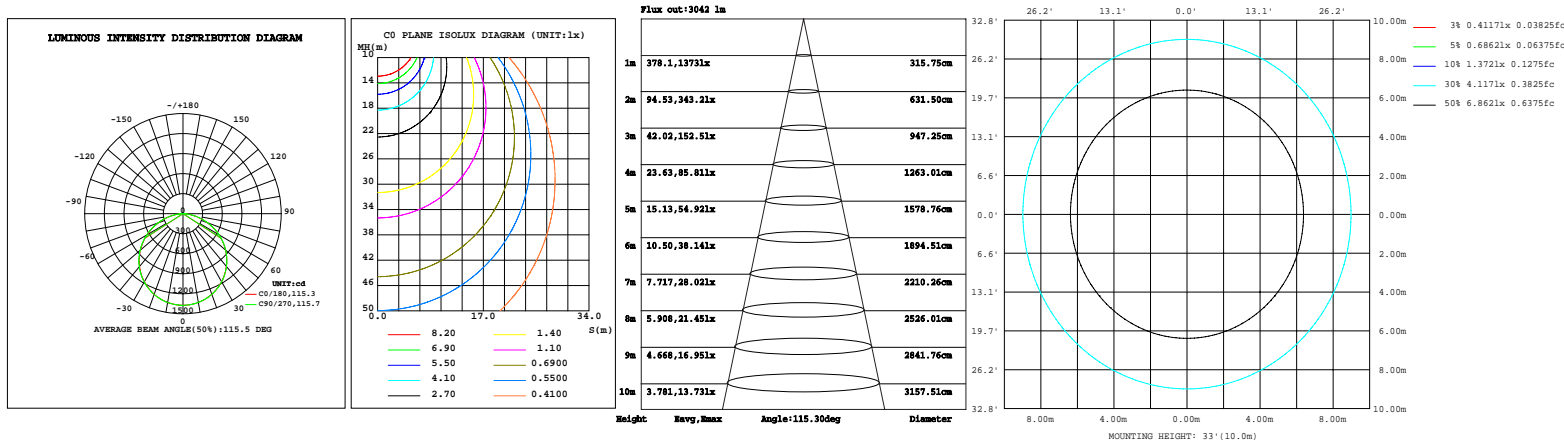 LUMINOUS INTENSITY DISTRIBUTION DIAGRAM
-/+180
-150
150
-120
120
-90
0
90
300
-60
600
60
900
-30
1200
30
1500
0
UNIT:cd
C0/180,115.3
C90/270,115.7
AVERAGE BEAM ANGLE(50%):115.5 DEG
C0 PLANE ISOLUX DIAGRAM (UNIT:lx)
MH(m)
10
14
18
22
26
30
34
38
42
46
50
0.0 17.0 34.0
S(m)
8.20 1.40
6.90 1.10
5.50 0.6900
4.10 0.5500
2.70 0.4100
Flux out:3042 lm
1m 378.1,1373lx 315.75cm
2m 94.53,343.2lx 631.50cm
3m 42.02,152.5lx 947.25cm
4m 23.63,85.81lx 1263.01cm
5m 15.13,54.92lx 1578.76cm
6m 10.50,38.14lx 1894.51cm
7m 7.717,28.02lx 2210.26cm
8m 5.908,21.45lx 2526.01cm
9m 4.668,16.95lx 2841.76cm
10m 3.781,13.73lx 3157.51cm
Height Eavg,Emax Angle:115.30deg Diameter
26.2' 13.1' 0.0' 13.1' 26.2'
32.8' 10.00m
26.2' 8.00m
19.7' 6.00m
13.1' 4.00m
6.6' 2.00m
0.0' 0.00m
6.6' 2.00m
13.1' 4.00m
19.7' 6.00m
26.2' 8.00m
32.8' 10.00m
8.00m 4.00m 0.00m 4.00m 8.00m
MOUNTING HEIGHT: 33'(10.0m)
3% 0.4117lx 0.03825fc
5% 0.6862lx 0.06375fc
10% 1.372lx 0.1275fc
30% 4.117lx 0.3825fc
50% 6.862lx 0.6375fc